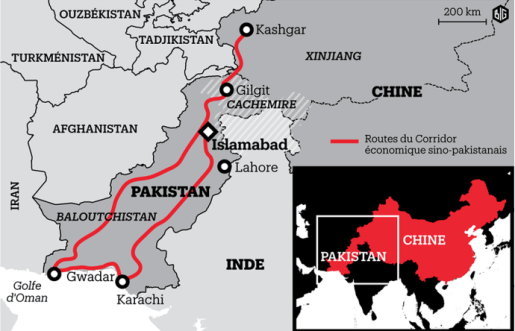 OUZBÉKISTAN
200 km
GIG
Kashgar
TADJIKISTAN
XINJIANG
TURKMÉNISTAN
Gilgit
CHINE
CACHEMIRE
AFGHANISTAN
Islamabad
Routes du Corridor
économique sino-pakistanais
Lahore
IRAN
PAKISTAN
BALOUTCHISTAN
CHINE
PAKISTAN
INDE
Gwadar
Golfe
d'Oman
Karachi